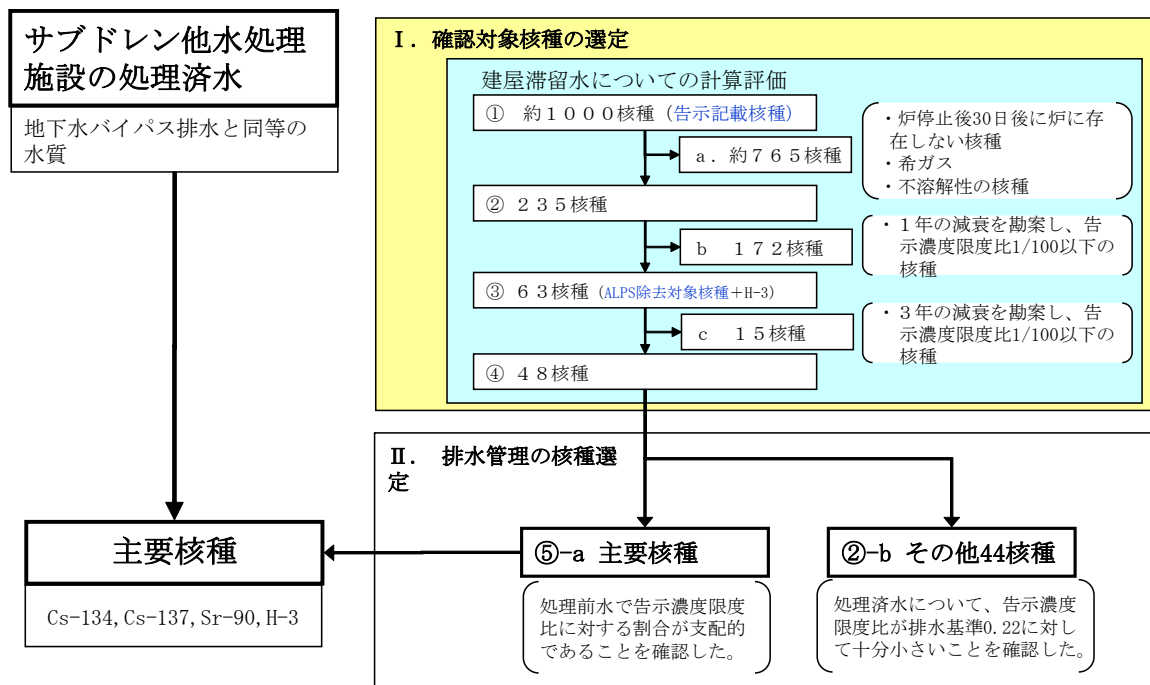 サブドレン他水処理
施設の処理済水
地下水バイパス排水と同等の
水質
主要核種
Cs-134,Cs-137,Sr-90,H-3
Ⅰ．確認対象核種の選定
建屋滞留水についての計算評価
① 約１０００核種（告示記載核種）
a．約７６５核種
・炉停止後30日後に炉に存
在しない核種
・希ガス
・不溶解性の核種
② ２３５核種
b １７２核種
・１年の減衰を勘案し、告
示濃度限度比1/100以下の
核種
③ ６３核種（ALPS除去対象核種＋H-3）
c １５核種
・３年の減衰を勘案し、告
示濃度限度比1/100以下の
核種
④ ４８核種
Ⅱ． 排水管理の核種選
定
⑤-a 主要核種
処理前水で告示濃度限度
比に対する割合が支配的
であることを確認した。
②-b その他44核種
処理済水について、告示濃度
限度比が排水基準0.22に対し
て十分小さいことを確認した。